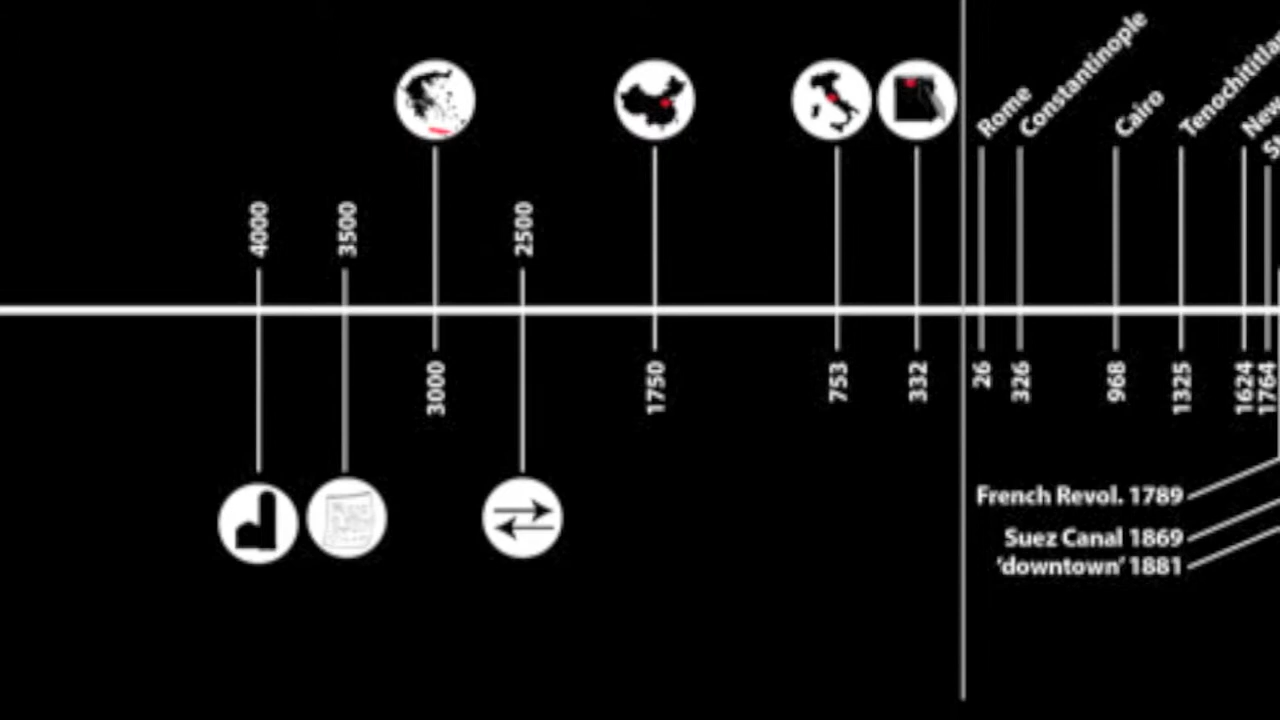 Rome
Constantinople
Cairo
New
4000
3500
2500
3000
1750
753
332
26
326
968
1325
1624
1764
French Revol. 1789
Suez Canal 1869
'downtown' 1881